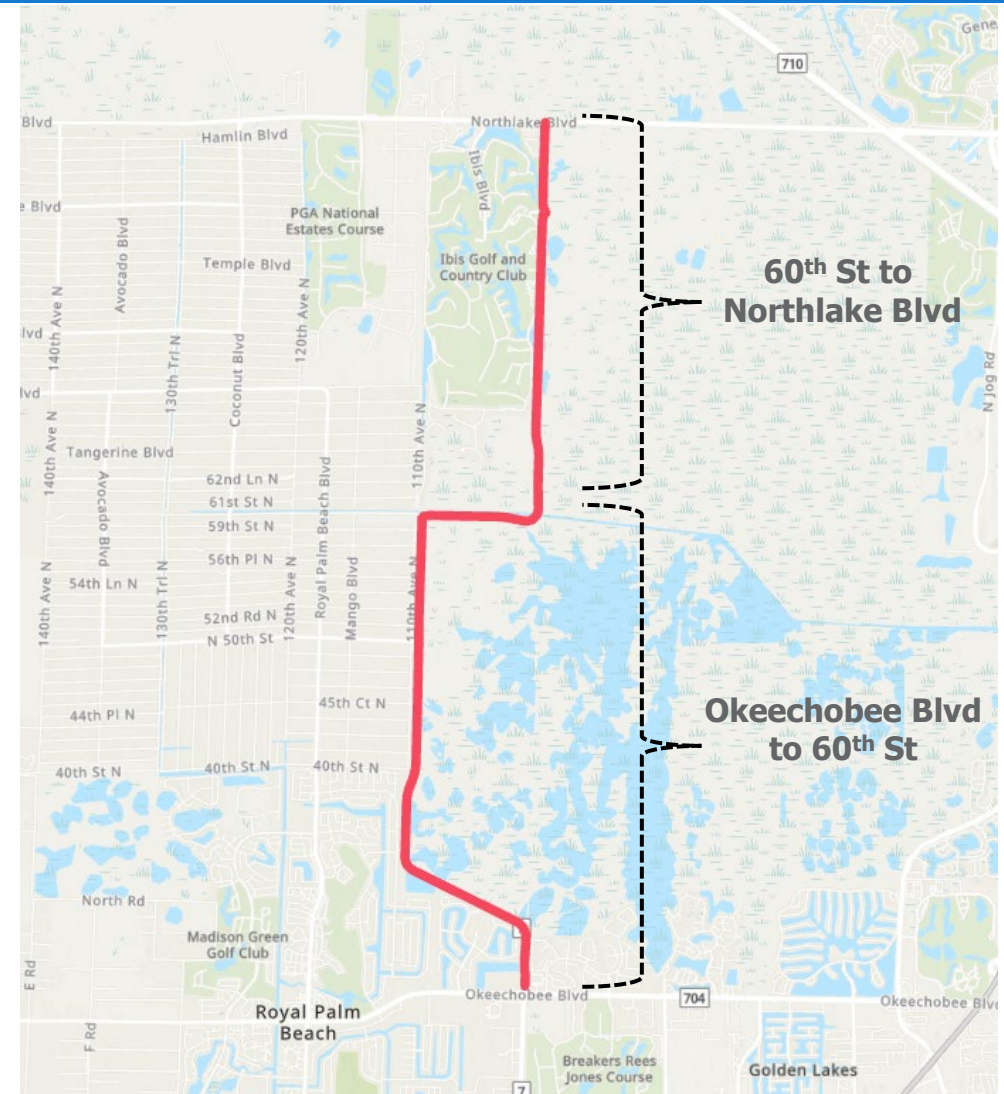 Gene
710
Blvd
Northlake Blvd
Hamlin Blvd
Ibis Blvd
e Blvd
PGA National
Estates Course
Avocado Blvd
Ibis Golf and
Country Club
Temple Blvd
60th St to
Northlake Blvd
140th Ave N
120th Ave N
lvd
130th Trl N
Coconut Blvd
N Jog Rd
lvd
140th Ave N
110th Ave N
Tangerine Blvd
Avocado Blvd
62nd Ln N
Royal Palm Beach Blvd
61st St N
59th St N
56th Pl N
54th Ln N
140th Ave N
130th Trl N
120th Ave N
Mango Blvd
110th Ave N
52nd Rd N
N 50th St
45th Ct N
44th Pl N
Okeechobee Blvd
to 60th St
40th St N
40th St N
40th St N
North Rd
Madison Green
Golf Club
E Rd
Okeechobee Blvd
704
Okeechobee Blvd
Royal Palm
Beach
F Rd
Breakers Rees
Jones Course
Golden Lakes
7